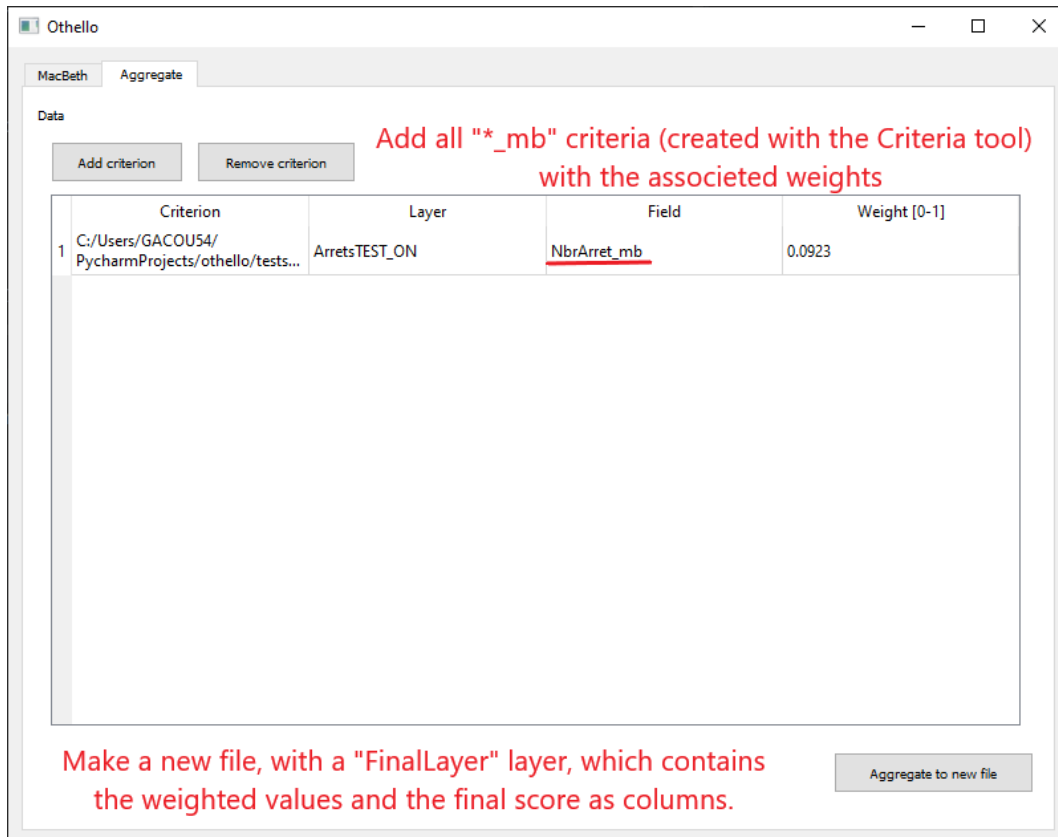 Othello
MacBeth Aggregate
Data
Add all "*_mb" criteria (created with the Criteria tool)
with the associeted weights
Add criterion Remove criterion
Criterion Layer Field Weight [0-1]
1 C:/Users/GACOU54/
PycharmProjects/othello/tests... ArretsTEST_ON NbrArret_mb 0.0923
Make a new file, with a "FinalLayer" layer, which contains
the weighted values and the final score as columns.
Aggregate to new file